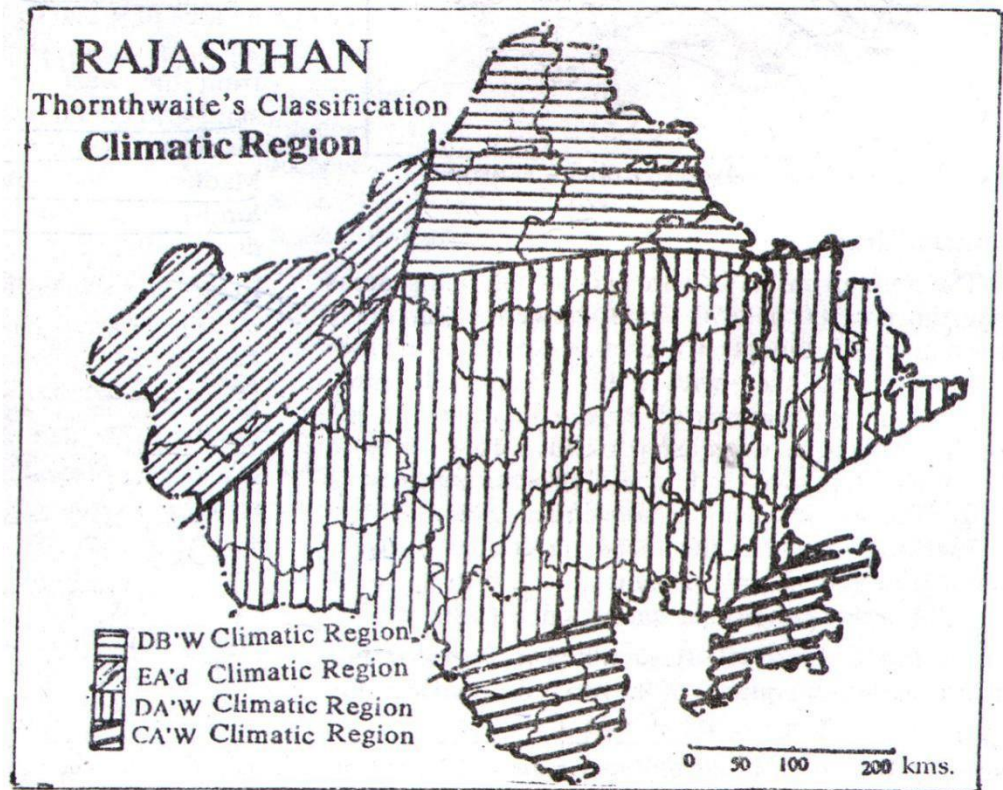 RAJASTHAN
Thornthwaite's Classification
Climatic Region
DB'W Climatic Region
EA'd Climatic Region
DA'W Climatic Region
CA'W Climatic Region
0 50 100 200 kms.